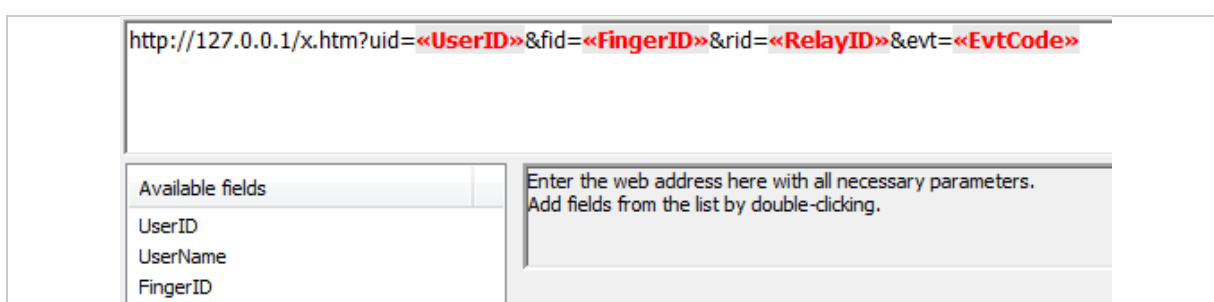 http://127.0.0.1/x.htm?uid=«UserID»&fid=«FingerID»&rid=«RelayID»&evt=«EvtCode»
Available fields
UserID
UserName
FingerID
Enter the web address here with all necessary parameters.
Add fields from the list by double-clicking.